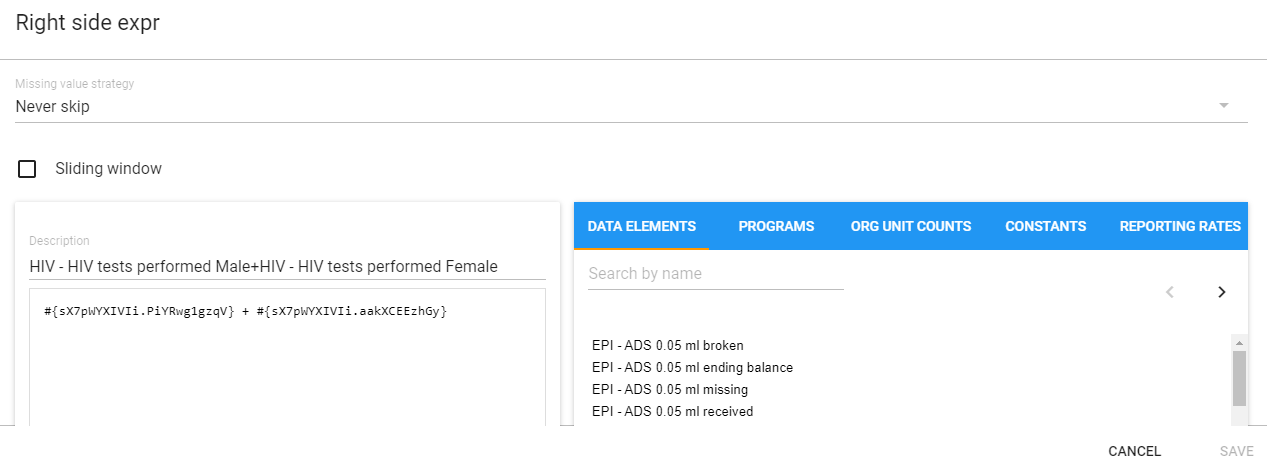 Right side expr
Missing value strategy
Never skip
Sliding window
Description
HIV - HIV tests performed Male+HIV - HIV tests performed Female
#{sX7pWYXIVIi.PiYRwg1gzqV} + #{sX7pWYXIVIi.aakXCEEzhGy}
DATA ELEMENTS PROGRAMS ORG UNIT COUNTS CONSTANTS REPORTING RATES
Search by name
EPI - ADS 0.05 ml broken
EPI - ADS 0.05 ml ending balance
EPI - ADS 0.05 ml missing
EPI - ADS 0.05 ml received
CANCEL SAVE